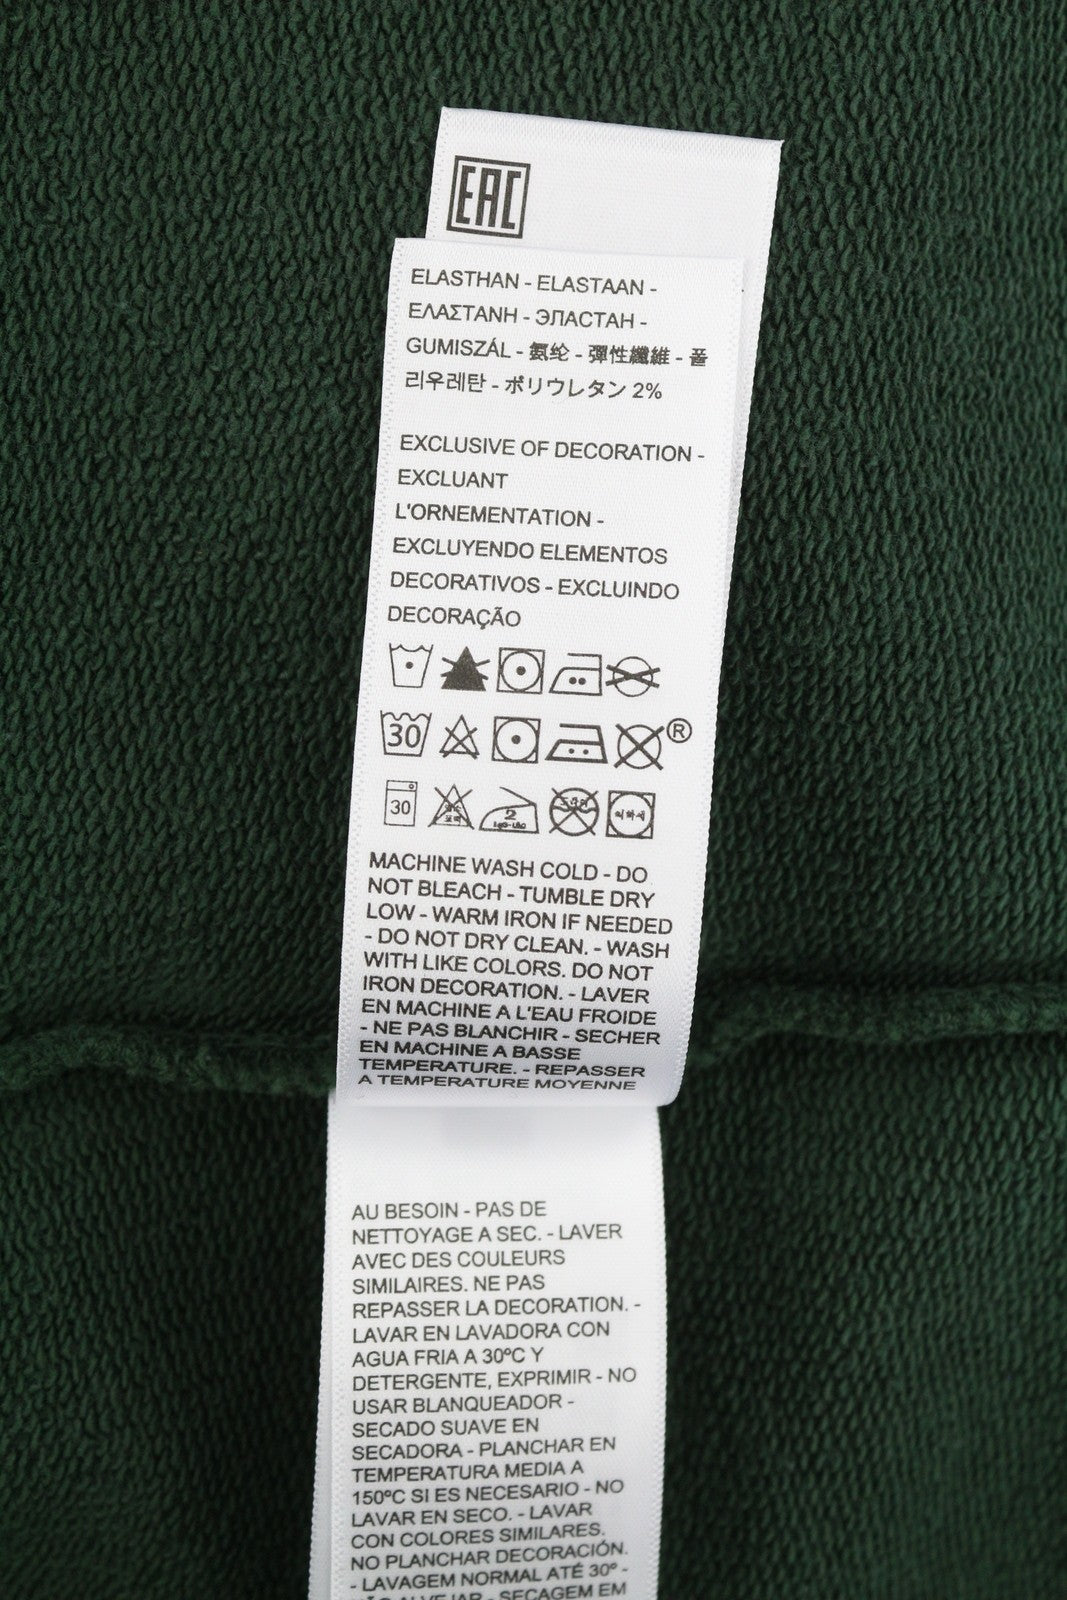 EAC
ELASTHAN - ELASTAAN -
ΕΛΑΣΤΑΝΗ - ЭЛАСТАН -
GUMISZÁL - 氨纶 - 彈性纖維 - 폴
리우레탄 - ポリウレタン 2%
EXCLUSIVE OF DECORATION -
EXCLUANT
L'ORNEMENTATION -
EXCLUYENDO ELEMENTOS
DECORATIVOS - EXCLUINDO
DECORAÇÃO
30
®
30
2
MACHINE WASH COLD - DO
NOT BLEACH - TUMBLE DRY
LOW - WARM IRON IF NEEDED
- DO NOT DRY CLEAN. - WASH
WITH LIKE COLORS. DO NOT
IRON DECORATION. - LAVER
EN MACHINE A L'EAU FROIDE
- NE PAS BLANCHIR - SECHER
EN MACHINE A BASSE
TEMPERATURE. - REPASSER
A TEMPERATURE MOYENNE
AU BESOIN - PAS DE
NETTOYAGE A SEC. - LAVER
AVEC DES COULEURS
SIMILAIRES. NE PAS
REPASSER LA DECORATION. -
LAVAR EN LAVADORA CON
AGUA FRIA A 30ºC Y
DETERGENTE, EXPRIMIR - NO
USAR BLANQUEADOR -
SECADO SUAVE EN
SECADORA - PLANCHAR EN
TEMPERATURA MEDIA A
150ºC SI ES NECESARIO - NO
LAVAR EN SECO. - LAVAR
CON COLORES SIMILARES.
NO PLANCHAR DECORACIÓN.
- LAVAGEM NORMAL ATÉ 30º -
NÃO ALVEJAR - SECAGEM EM